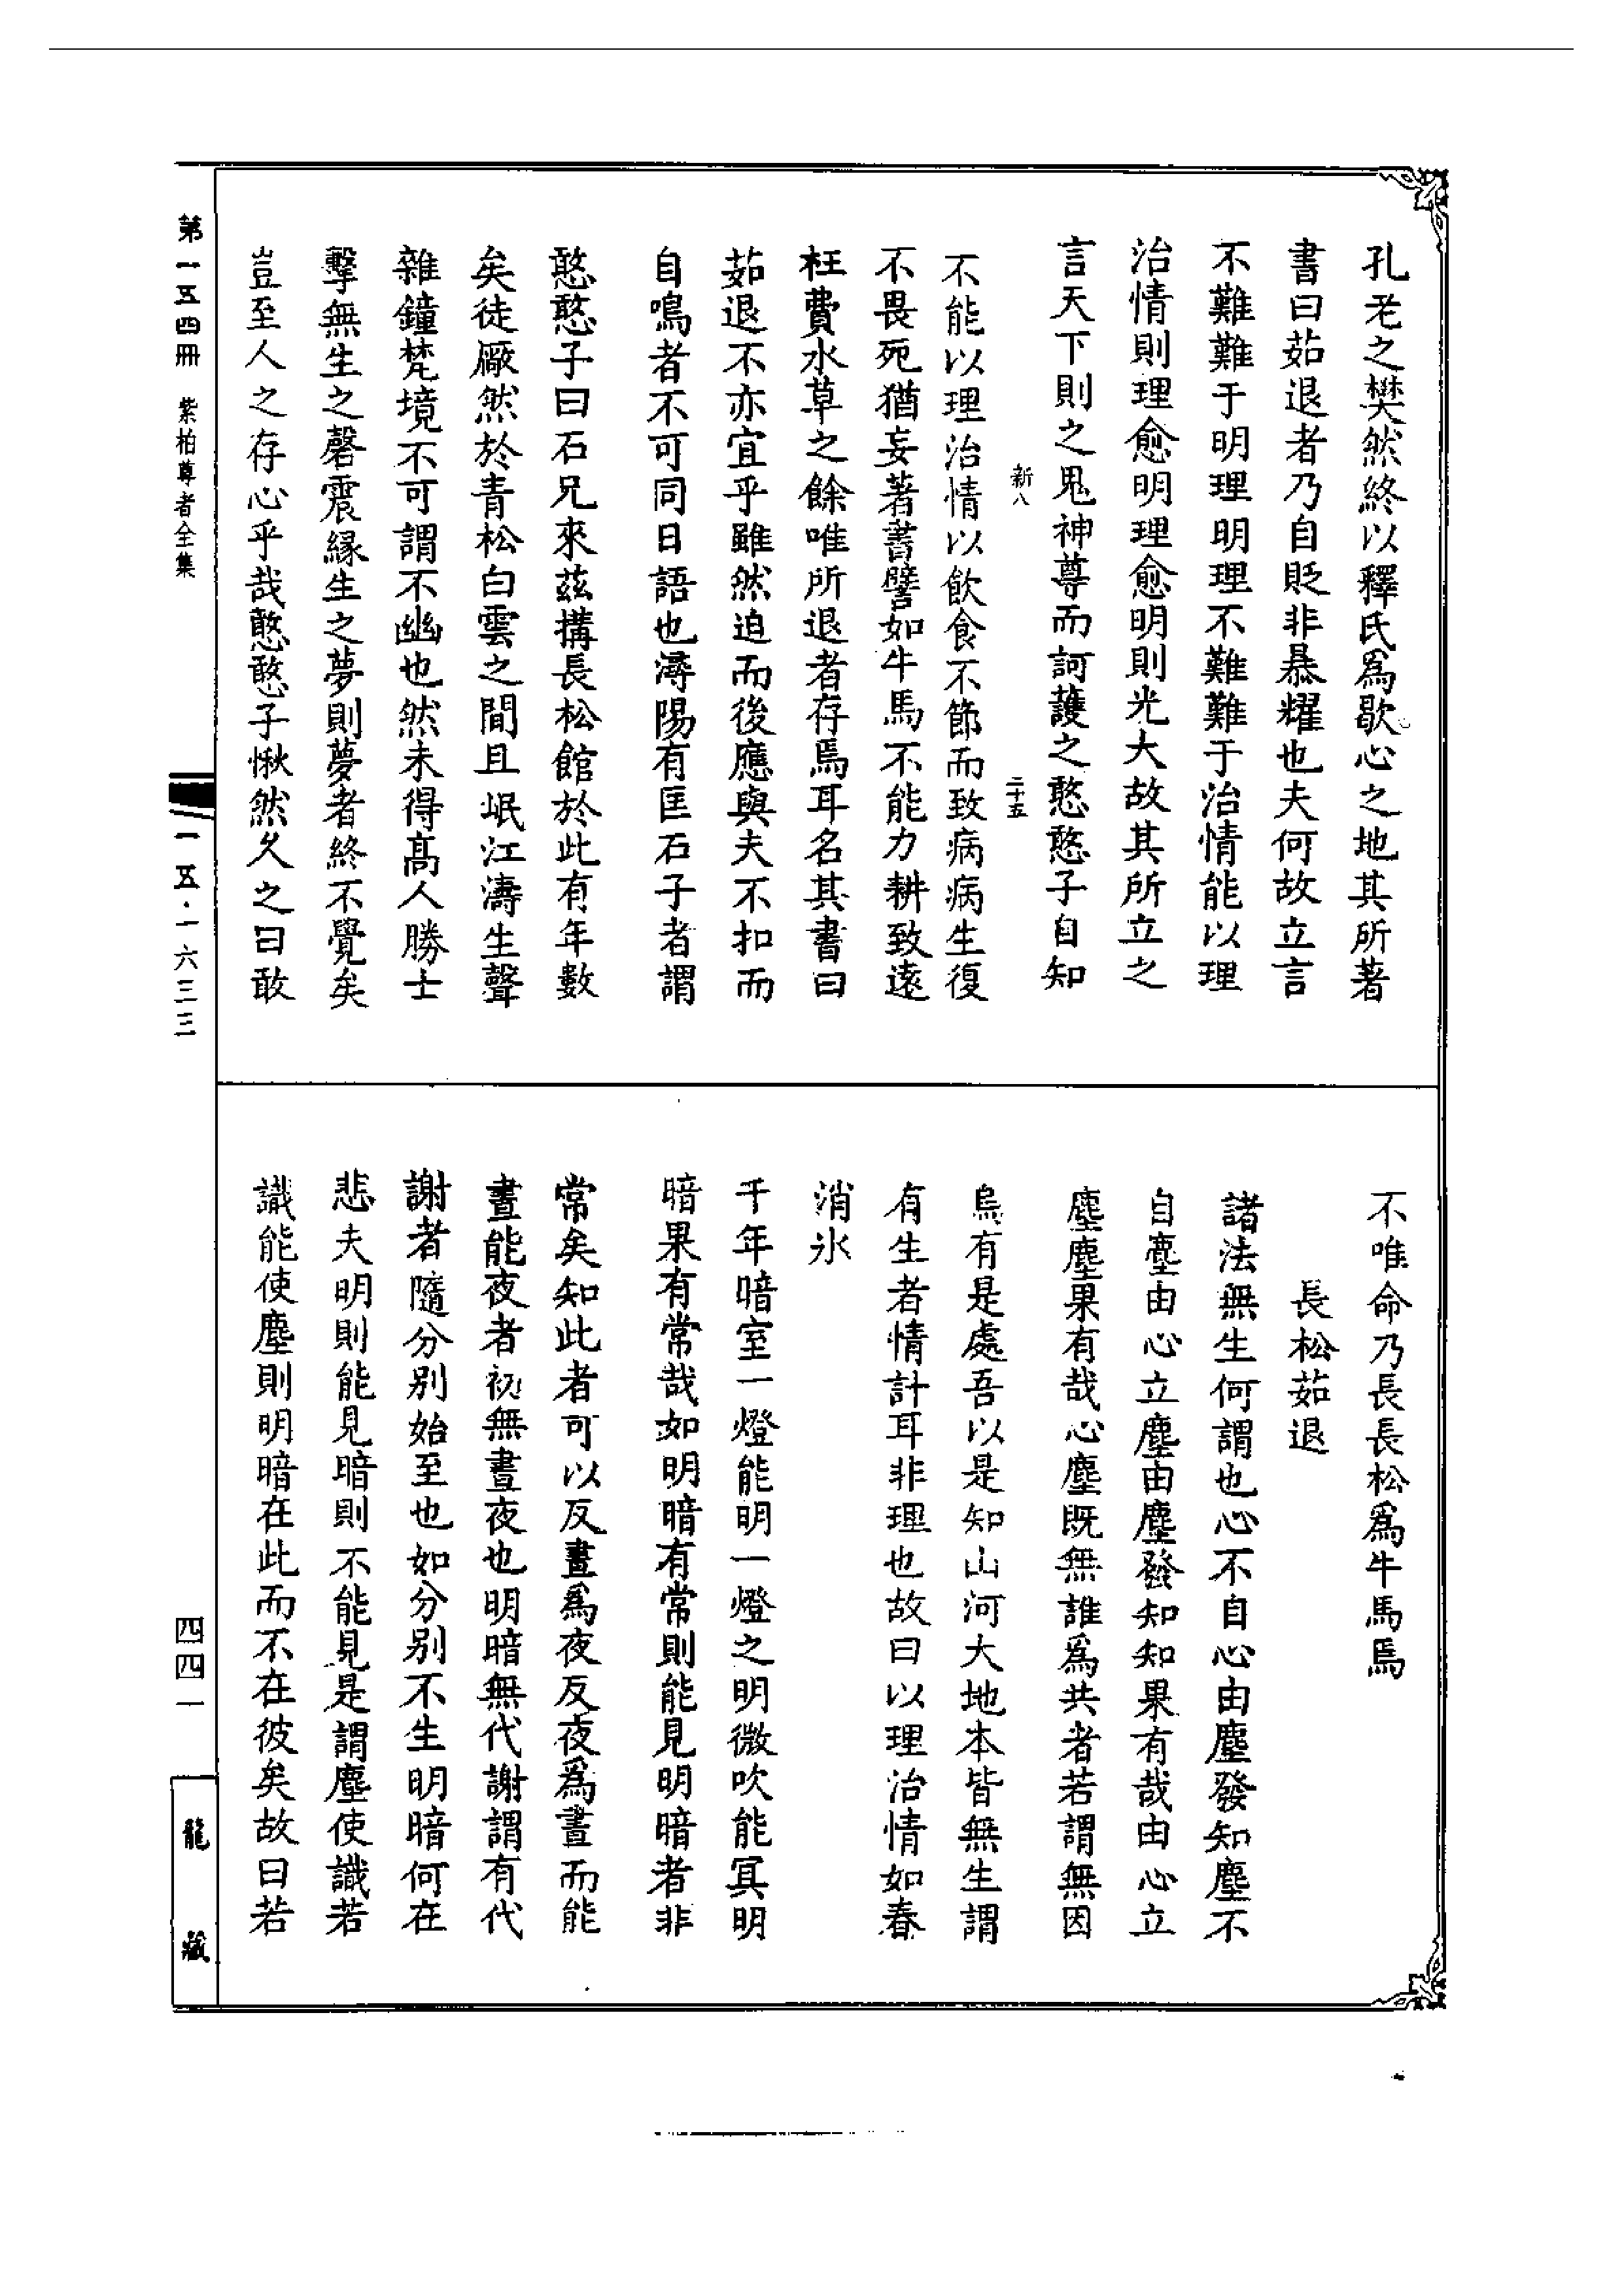 孔老之樊然終以釋氏爲歇心之地其所著
書曰茹退者乃自貶非暴耀也夫何故立言
不難難于明理明理不難難于治情能以理
治情則理愈明理愈明則光大故其所立之
言天下則之鬼神尊而訶護之憨憨子自知
新八
二十五
不能以理治情以飲食不節而致病病生復
不畏死猶妄著書譬如牛馬不能力耕致遠
枉費水草之餘唯所退者存焉耳名其書曰
茹退不亦宜乎雖然迫而後應與夫不扣而
自鳴者不可同日語也潯陽有匡石子者謂
憨憨子曰石兄來茲搆長松館於此有年數
矣徒厰然於青松白雲之間且岷江濤生聲
雜鐘梵境不可謂不幽也然未得髙人勝士
擊無生之磬震縁生之夢則夢者終不覺矣
豈至人之存心乎哉憨憨子愀然久之曰敢
不唯命乃長長松爲牛馬馬
長松茹退
諸法無生何謂也心不自心由塵發知塵不
自塵由心立塵由塵發知知果有哉由心立
塵塵果有哉心塵既無誰爲共者若謂無因
烏有是處吾以是知山河大地本皆無生謂
有生者情計耳非理也故曰以理治情如春
消氷
千年暗室一燈能明一燈之明微吹能冥明
暗果有常哉如明暗有常則能見明暗者非
常矣知此者可以反晝爲夜反夜爲晝而能
晝能夜者初無晝夜也明暗無代謝謂有代
謝者隨分别始至也如分别不生明暗何在
悲夫明則能見暗則不能見是謂塵使識若
識能使塵則明暗在此而不在彼矣故曰若
第一五四冊 紫柏尊者全集
一五·一六三三
四四一
龍藏